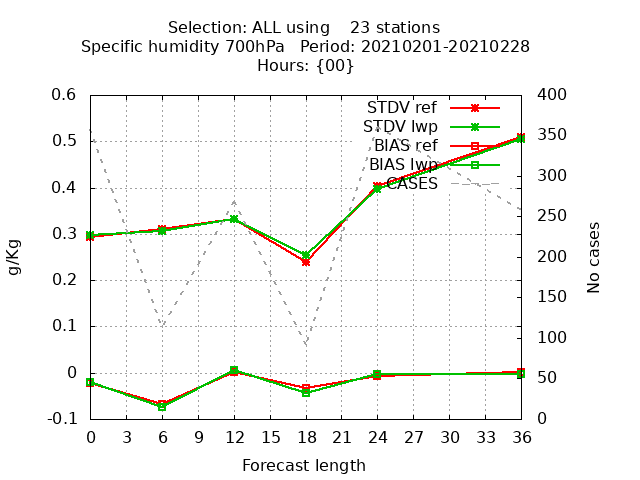 Selection: ALL using 23 stations
Specific humidity 700hPa Period: 20210201-20210228
Hours: {00}
STDV ref
STDV lwp
BIAS ref
BIAS lwp
CASES
0.6
0.5
0.4
0.3
0.2
0.1
0
-0.1
g/Kg
400
350
300
250
200
150
100
50
0
No cases
0 3 6 9 12 15 18 21 24 27 30 33 36
Forecast length